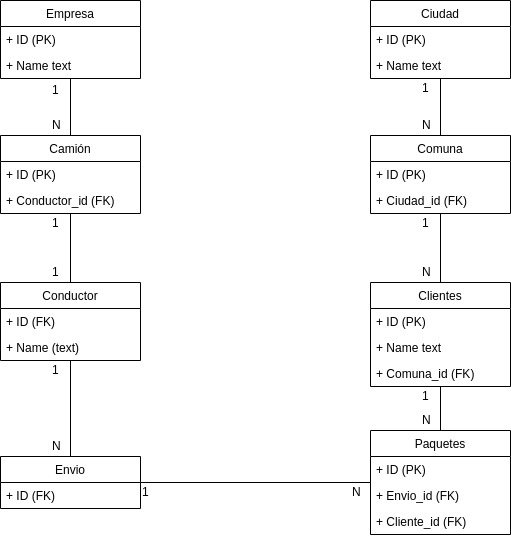 Empresa
+ ID (PK)
+ Name text
1
N
Camión
+ ID (PK)
+ Conductor_id (FK)
1
1
Conductor
+ ID (FK)
+ Name (text)
1
N
Envio
+ ID (FK)
1
N
Ciudad
+ ID (PK)
+ Name text
1
N
Comuna
+ ID (PK)
+ Ciudad_id (FK)
1
N
Clientes
+ ID (PK)
+ Name text
+ Comuna_id (FK)
1
N
Paquetes
+ ID (PK)
+ Envio_id (FK)
+ Cliente_id (FK)